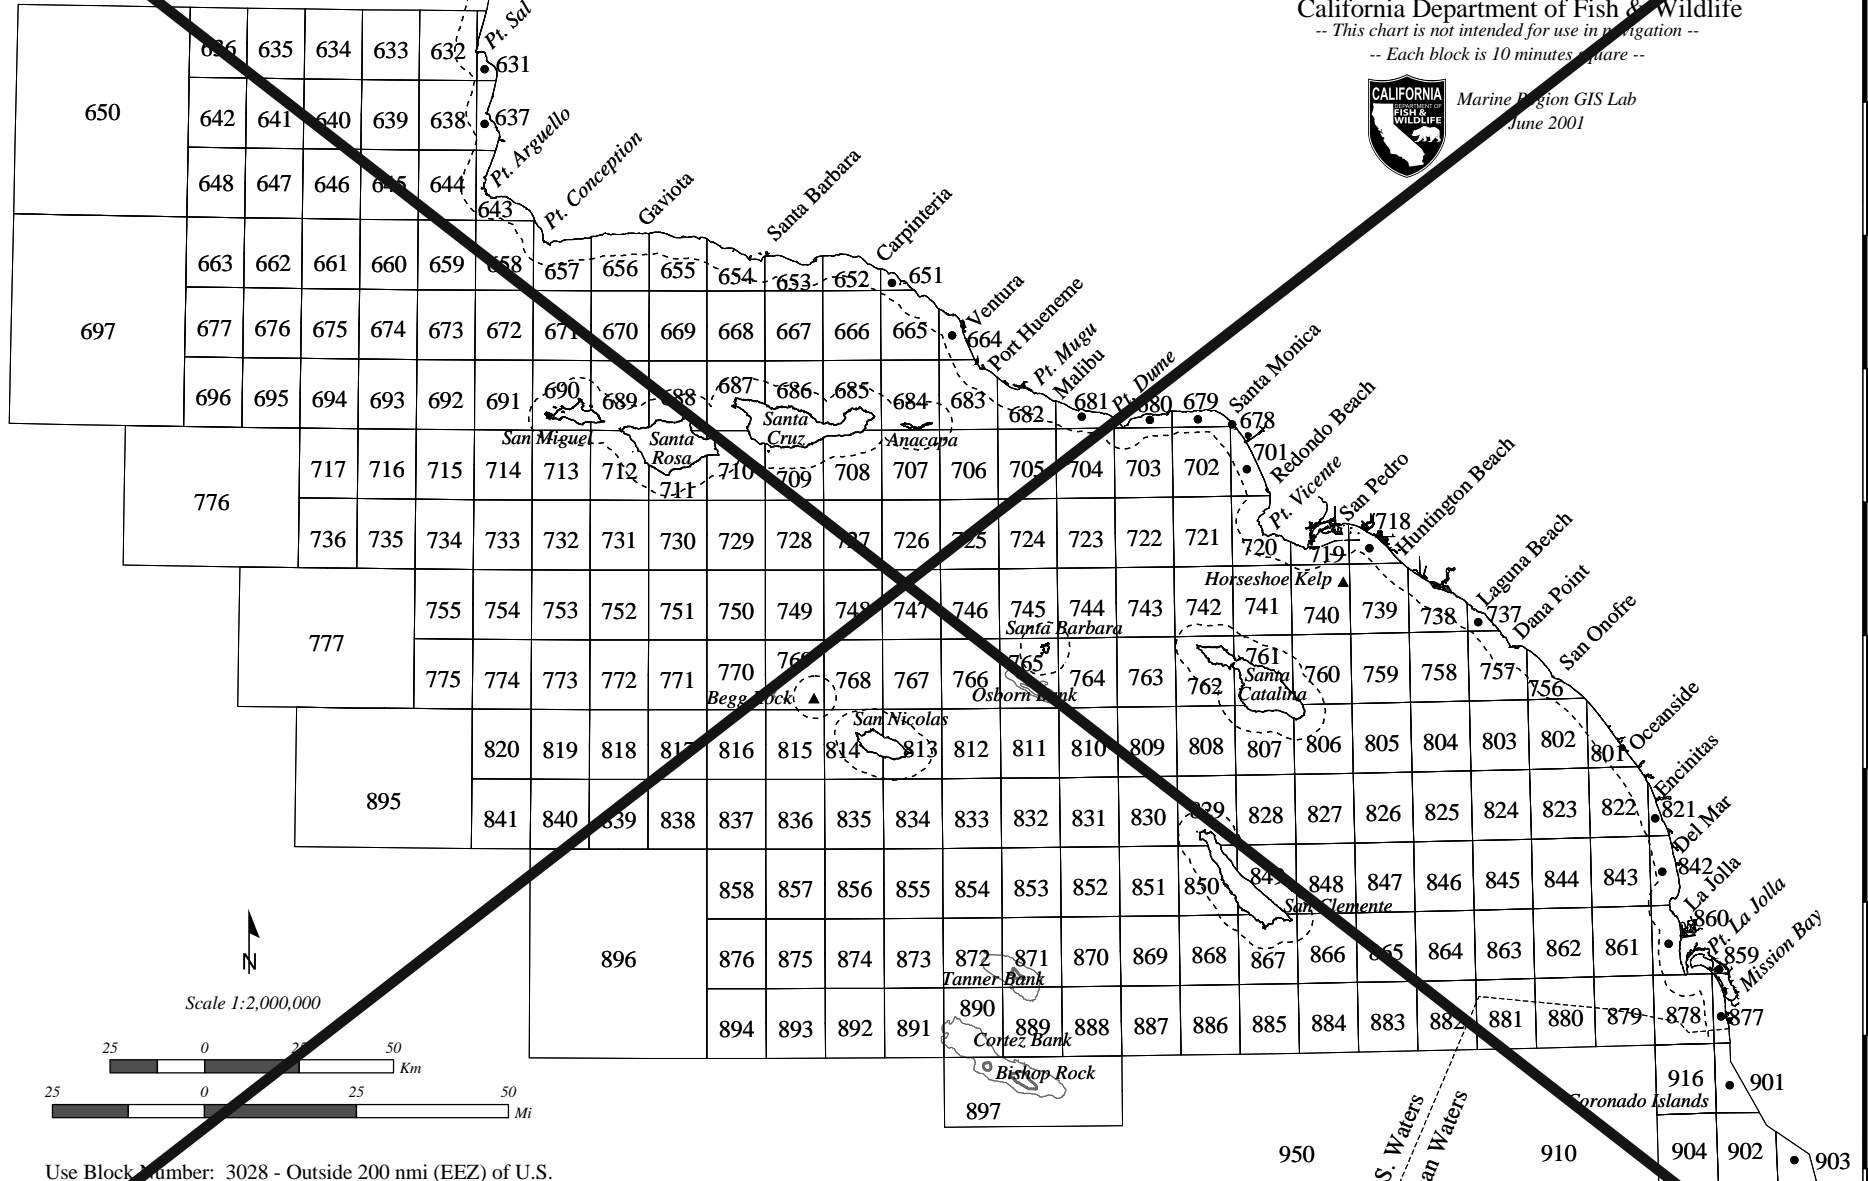 California Department of Fish & Wildlife
-- This chart is not intended for use in navigation --
-- Each block is 10 minutes square --
CALIFORNIA
DEPARTMENT OF
FISH &
WILDLIFE
Marine Region GIS Lab
June 2001
Pt. Sal
636 635 634 633 632 631
650
642 641 640 639 638 637
Pt. Arguello
648 647 646 645 644 643
Pt. Conception
Gaviota
Santa Barbara
Carpinteria
663 662 661 660 659 658 657 656 655 654 653 652 651
Ventura
Port Hueneme
697
677 676 675 674 673 672 671 670 669 668 667 666 665 664
Pt. Mugu
Malibu
Pt. Dume
Santa Monica
696 695 694 693 692 691 690 689 688 687 686 685 684 683 682 681 680 679 678
San Miguel
Santa
Rosa
Santa
Cruz
Anacapa
Redondo Beach
776
717 716 715 714 713 712 711 710 709 708 707 706 705 704 703 702 701
Pt. Vicente
San Pedro
Huntington Beach
736 735 734 733 732 731 730 729 728 727 726 725 724 723 722 721 720 719 718
Horseshoe Kelp
Laguna Beach
Dana Point
San Onofre
777
755 754 753 752 751 750 749 748 747 746 745 744 743 742 741 740 739 738 737
Santa Barbara
775 774 773 772 771 770 769 768 767 766 765 764 763 762 761 760 759 758 757 756
Begg Rock
Osborn Bank
Santa
Catalina
San Nicolas
Oceanside
Encinitas
895
820 819 818 817 816 815 814 813 812 811 810 809 808 807 806 805 804 803 802 801
841 840 839 838 837 836 835 834 833 832 831 830 829 828 827 826 825 824 823 822 821
Del Mar
La Jolla
858 857 856 855 854 853 852 851 850 849 848 847 846 845 844 843 842
San Clemente
Pt. La Jolla
Mission Bay
896
876 875 874 873 872 871 870 869 868 867 866 865 864 863 862 861 860 859
Tanner Bank
894 893 892 891 890 889 888 887 886 885 884 883 882 881 880 879 878 877
Cortez Bank
Bishop Rock
897
916 901
Coronado Islands
950 910 904 902 903
S. Waters
an Waters
N
Scale 1:2,000,000
25 0 25 50 Km
25 0 25 50 Mi
Use Block Number: 3028 - Outside 200 nmi (EEZ) of U.S.